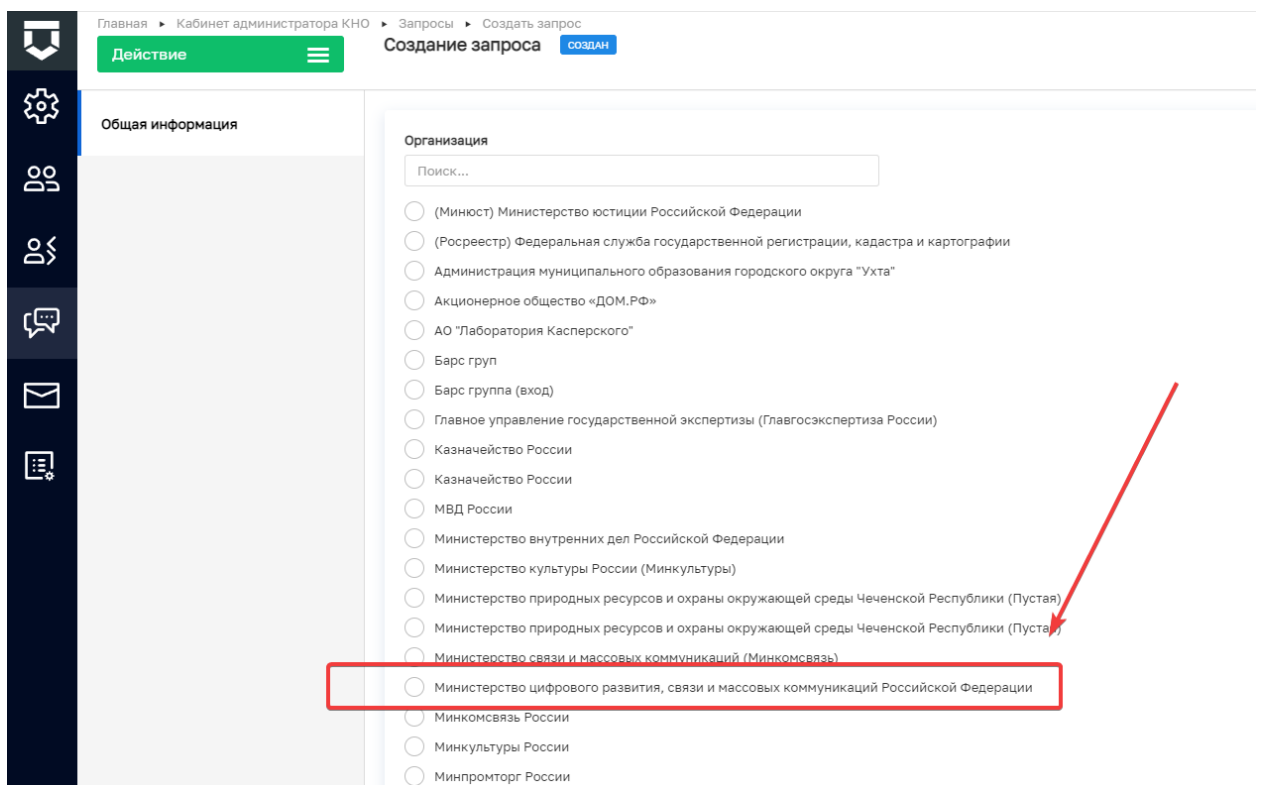 Главная ▸ Кабинет администратора КНО ▸ Запросы ▸ Создать запрос
Действие
Создание запроса СОЗДАН
Общая информация
Организация
Поиск...
(Минюст) Министерство юстиции Российской Федерации
(Росреестр) Федеральная служба государственной регистрации, кадастра и картографии
Администрация муниципального образования городского округа "Ухта"
Акционерное общество «ДОМ.РФ»
АО "Лаборатория Касперского"
Барс груп
Барс группа (вход)
Главное управление государственной экспертизы (Главгосэкспертиза России)
Казначейство России
Казначейство России
МВД России
Министерство внутренних дел Российской Федерации
Министерство культуры России (Минкультуры)
Министерство природных ресурсов и охраны окружающей среды Чеченской Республики (Пустая)
Министерство природных ресурсов и охраны окружающей среды Чеченской Республики (Пустая)
Министерство связи и массовых коммуникаций (Минкомсвязь)
Министерство цифрового развития, связи и массовых коммуникаций Российской Федерации
Минкомсвязь России
Минкультуры России
Минпромторг России